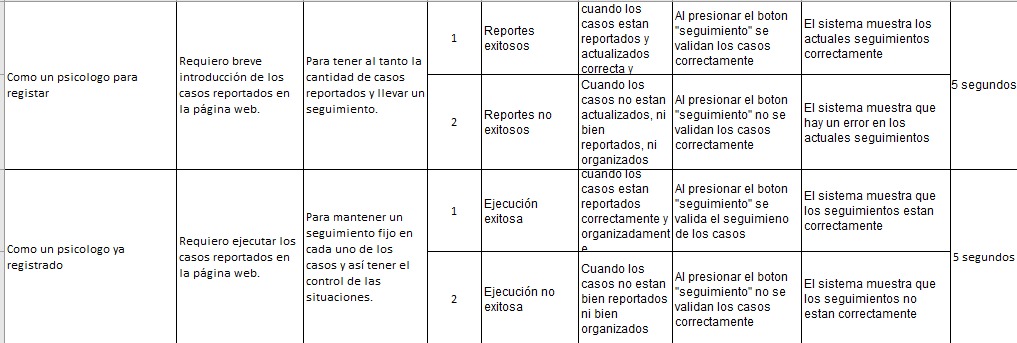 Como un psicologo para
registar
Requiero breve
introducción de los
casos reportados en
la página web.
Para tener al tanto la
cantidad de casos
reportados y llevar un
seguimiento.
1
Reportes
exitosos
cuando los
casos estan
reportados y
actualizados
correcta y
Al presionar el boton
"seguimiento" se
validan los casos
correctamente
El sistema muestra los
actuales seguimientos
correctamente
5 segundos
2
Reportes no
exitosos
Cuando los
casos no estan
actualizados, ni
bien
reportados, ni
organizados
Al presionar el boton
"seguimiento" no se
validan los casos
correctamente
El sistema muestra que
hay un error en los
actuales seguimientos
Como un psicologo ya
registrado
Requiero ejecutar los
casos reportados en
la página web.
Para mantener un
seguimiento fijo en
cada uno de los
casos y así tener el
control de las
situaciones.
1
Ejecución
exitosa
cuando los
casos estan
reportados
correctamente y
organizadament
e
Al presionar el boton
"seguimiento" se
valida el seguimieno
de los casos
El sistema muestra que
los seguimientos estan
correctamente
5 segundos
2
Ejecución no
exitosa
Cuando los
casos no estan
bien reportados
ni bien
organizados
Al presionar el boton
"seguimiento" no se
validan los casos
correctamente
El sistema muestra que
los seguimientos no
estan correctamente